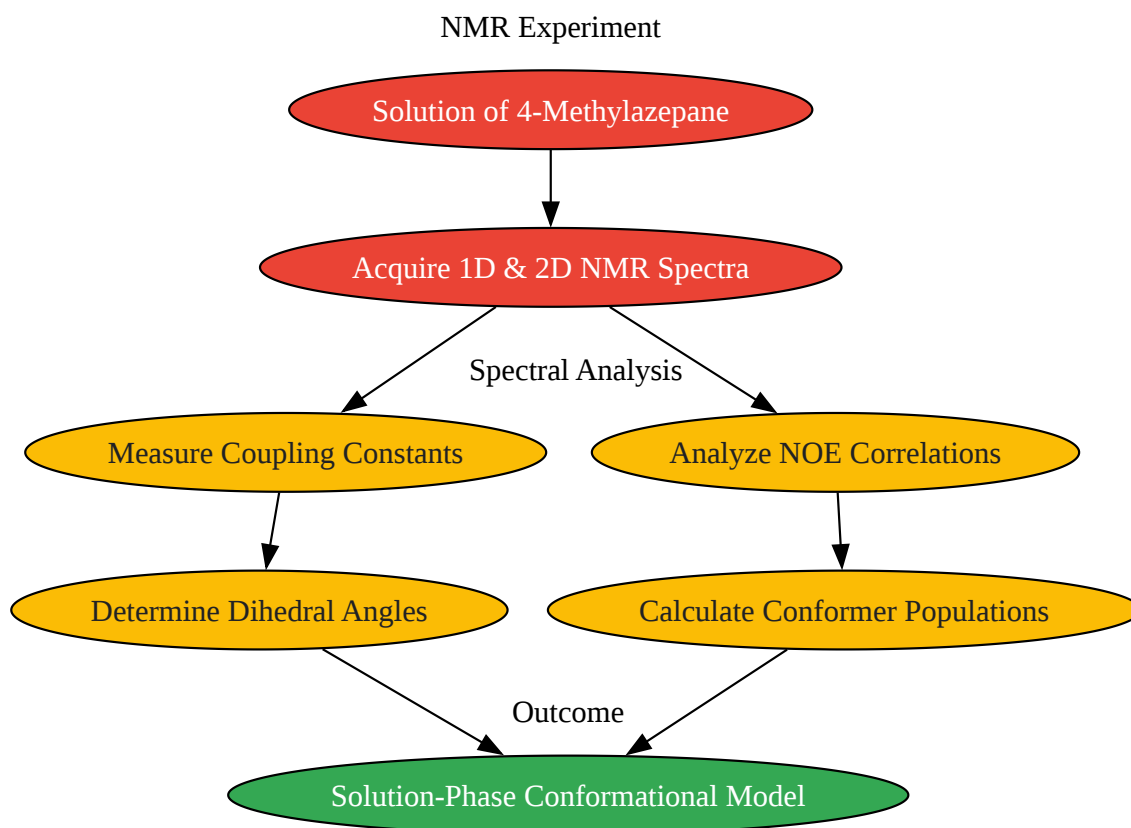 NMR Experiment
Solution of 4-Methylazepane
Acquire 1D & 2D NMR Spectra
Spectral Analysis
Measure Coupling Constants
Analyze NOE Correlations
Determine Dihedral Angles
Calculate Conformer Populations
Outcome
Solution-Phase Conformational Model